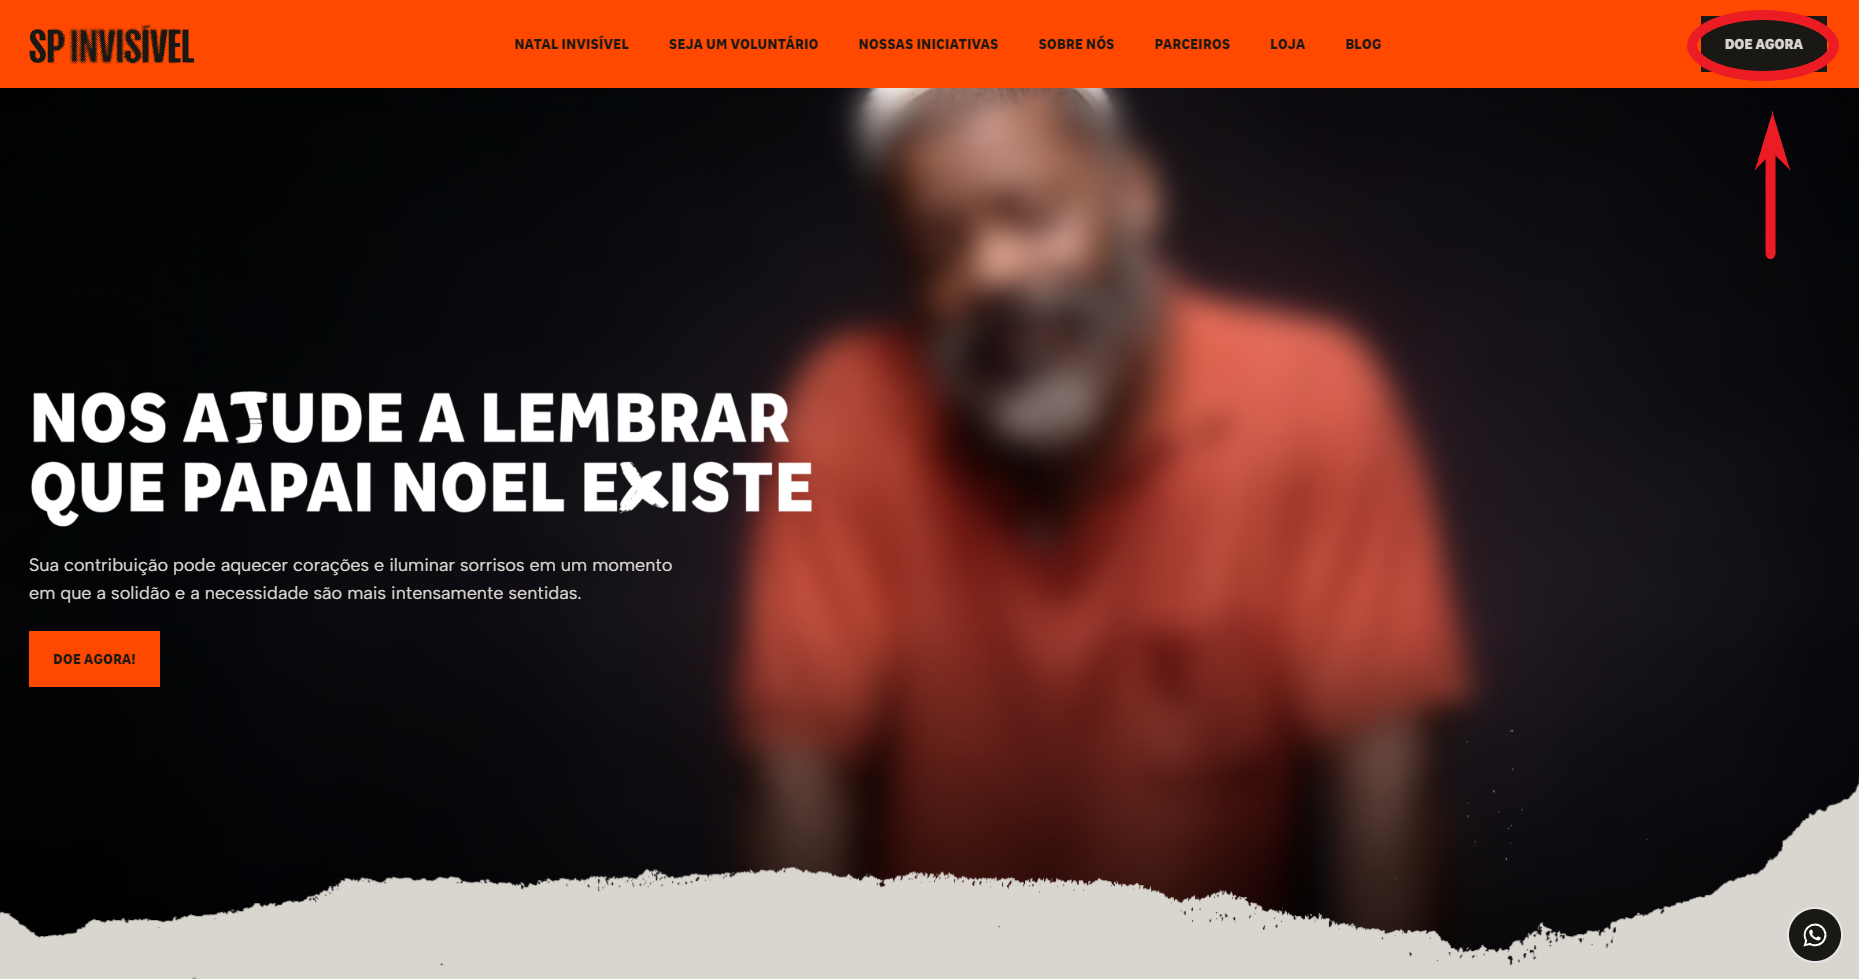 SP INVISÍVEL
NATAL INVISÍVEL
SEJA UM VOLUNTÁRIO
NOSSAS INICIATIVAS
SOBRE NÓS
PARCEIROS
LOJA
BLOG
DOE AGORA
NOS AJUDE A LEMBRAR
QUE PAPAI NOEL EXISTE
Sua contribuição pode aquecer corações e iluminar sorrisos em um momento
em que a solidão e a necessidade são mais intensamente sentidas.
DOE AGORA!